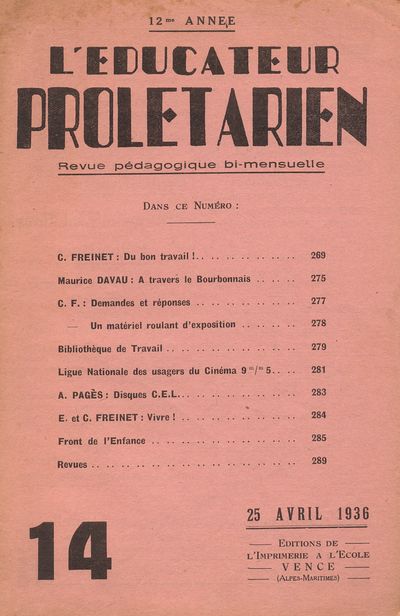 12me ANNEE
L'EDUCATEUR
PROLETARIEN
Revue pédagogique bi-mensuelle
DANS CE NUMÉRO :
C. FREINET : Du bon travail !.. .. .. .. .. .. 269
Maurice DAVAU : A travers le Bourbonnais .. .. .. 275
C. F. : Demandes et réponses .. .. .. .. .. .. 277
— Un matériel roulant d'exposition .. .. .. .. 278
Bibliothèque de Travail .. .. .. .. .. .. .. .. 279
Ligue Nationale des usagers du Cinéma 9 m/m 5.. .. 281
A. PAGÈS : Disques C.E.L. .. .. .. .. .. .. .. 283
E. et C. FREINET : Vivre ! .. .. .. .. .. .. .. 284
Front de l'Enfance .. .. .. .. .. .. .. .. .. 285
Revues .. .. .. .. .. .. .. .. .. .. .. .. 289
14
25 AVRIL 1936
EDITIONS DE
L'IMPRIMERIE A L'ECOLE
VENCE
(ALPES-MARITIMES)